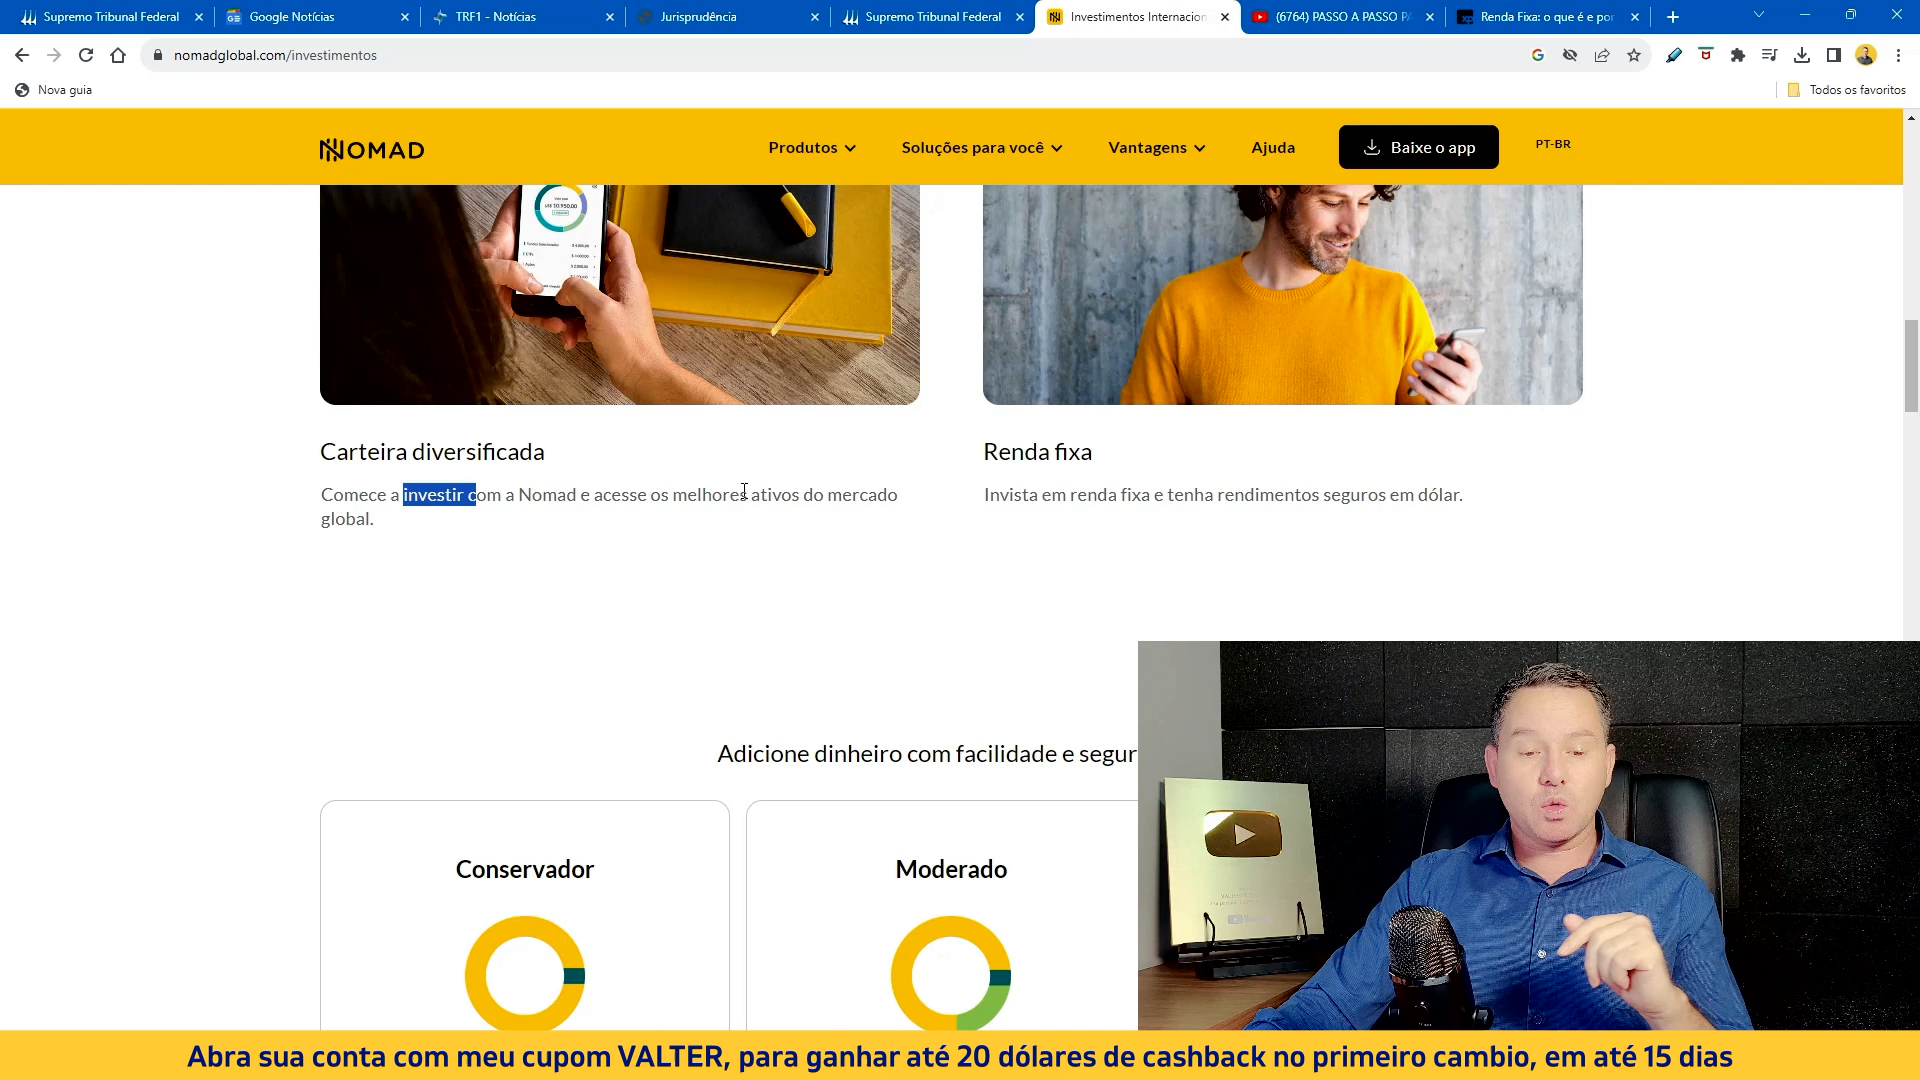 Supremo Tribunal Federal
Google Notícias
TRF1 - Notícias
Jurisprudência
Supremo Tribunal Federal
Investimentos Internacion
(6764) PASSO A PASSO P
Renda Fixa: o que é e por
nomadglobal.com/investimentos
Nova guia
Todos os favoritos
NOMAD
Produtos
Soluções para você
Vantagens
Ajuda
Baixe o app
PT-BR
Carteira diversificada
Comece a investir com a Nomad e acesse os melhores ativos do mercado
global.
Renda fixa
Invista em renda fixa e tenha rendimentos seguros em dólar.
Adicione dinheiro com facilidade e segur
Conservador
Moderado
Abra sua conta com meu cupom VALTER, para ganhar até 20 dólares de cashback no primeiro cambio, em até 15 dias